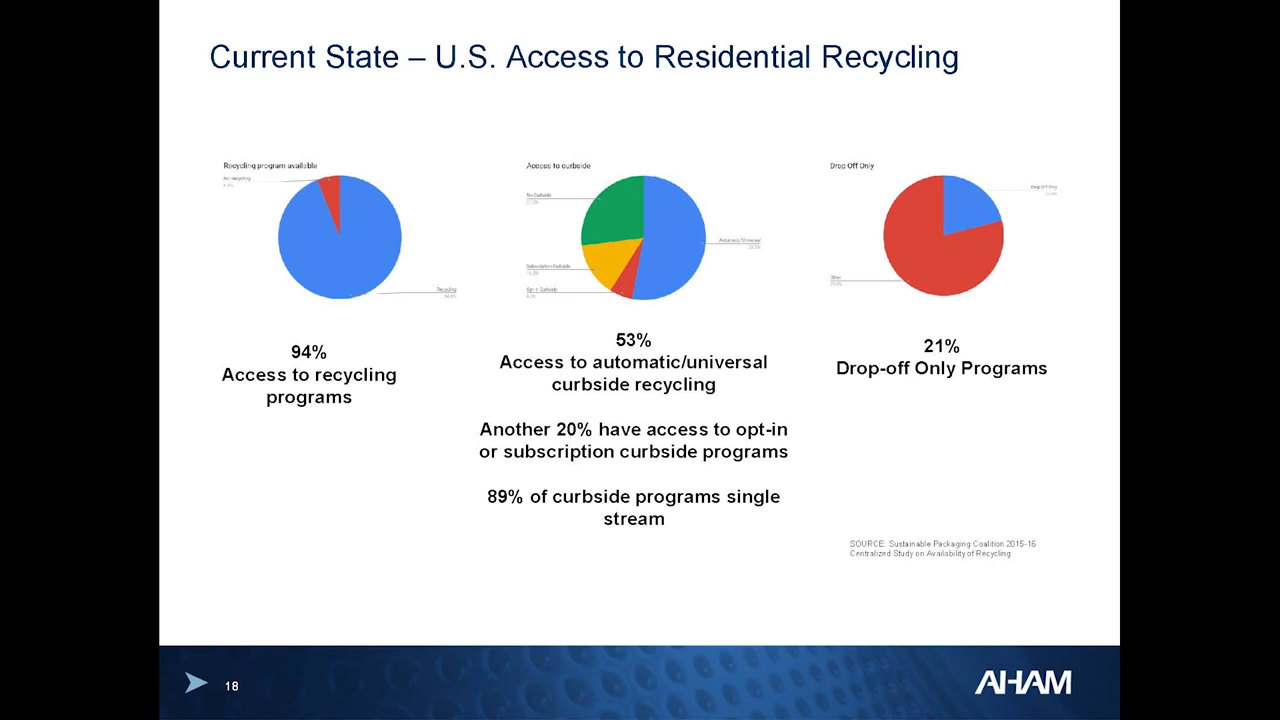 Current State – U.S. Access to Residential Recycling
Recycling program available
No recycling
Recycling
94%
Access to recycling
programs
Access to curbside
No Curbside
Subscription Curbside
Opt-in Curbside
Automatic/Universal
53%
Access to automatic/universal
curbside recycling
Another 20% have access to opt-in
or subscription curbside programs
89% of curbside programs single
stream
Drop Off Only
Drop Off Only
Other
21%
Drop-off Only Programs
SOURCE: Sustainable Packaging Coalition 2015-16
Centralized Study on Availability of Recycling
18
AHAM